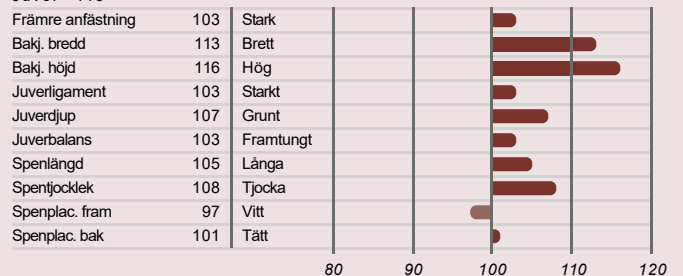 Främre anfästning 103 Stark
Bakj. bredd 113 Brett
Bakj. höjd 116 Hög
Juverligament 103 Starkt
Juverdjup 107 Grunt
Juverbalans 103 Framtungt
Spenlängd 105 Långa
Spentjocklek 108 Tjocka
Spenplac. fram 97 Vitt
Spenplac. bak 101 Tätt
80 90 100 110 120